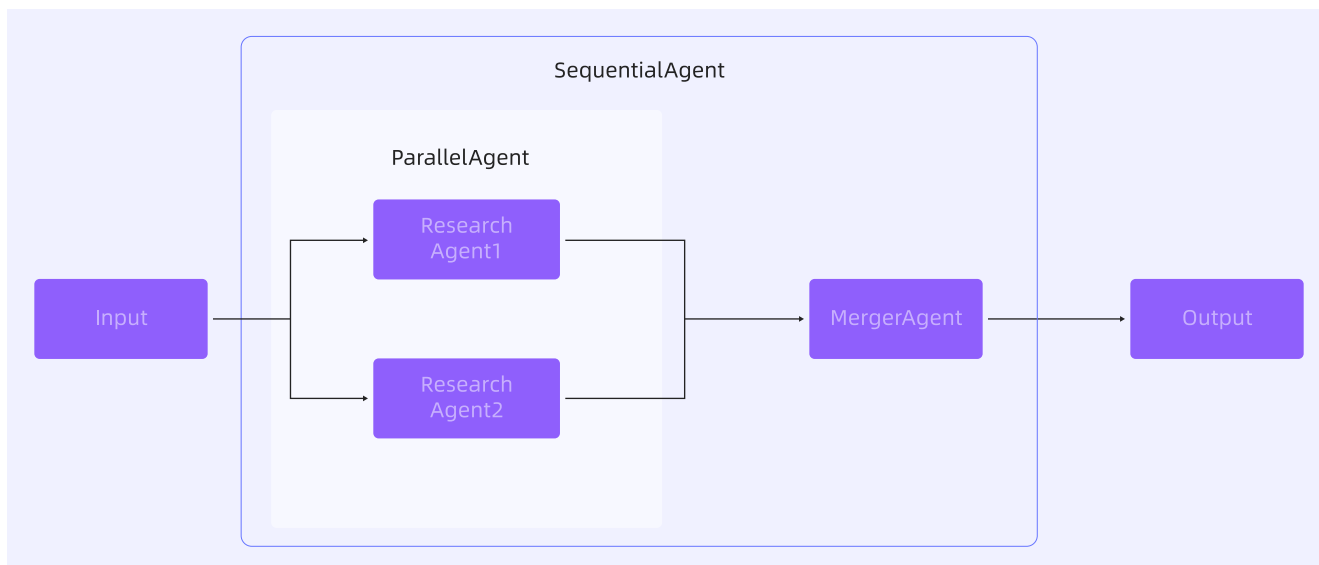 SequentialAgent
ParallelAgent
Research
Agent1
Input
MergerAgent
Output
Research
Agent2